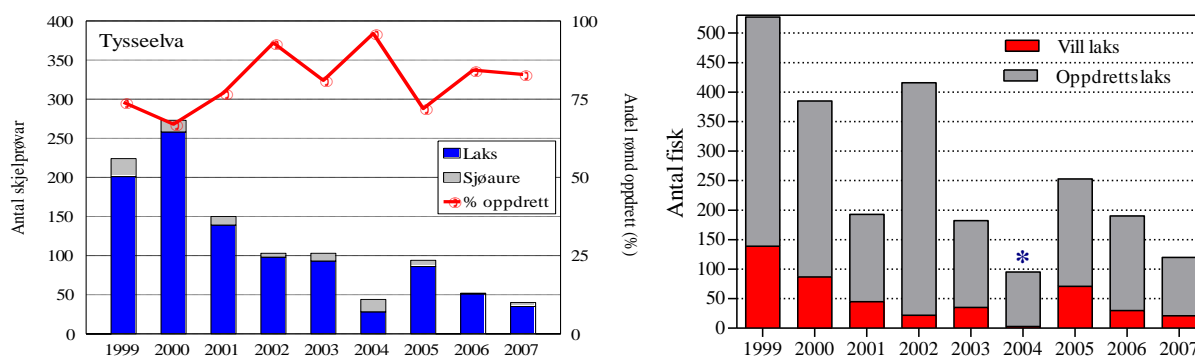 Tysseelva
Antal skjelprøvar
400
350
300
250
200
150
100
50
0
100
75
50
25
0
Andel rømd oppdrett (%)
Laks
Sjøaure
% oppdrett
1999 2000 2001 2002 2003 2004 2005 2006 2007
Antal fisk
500
450
400
350
300
250
200
150
100
50
0
Vill laks
Oppdrettslaks
*
1999 2000 2001 2002 2003 2004 2005 2006 2007